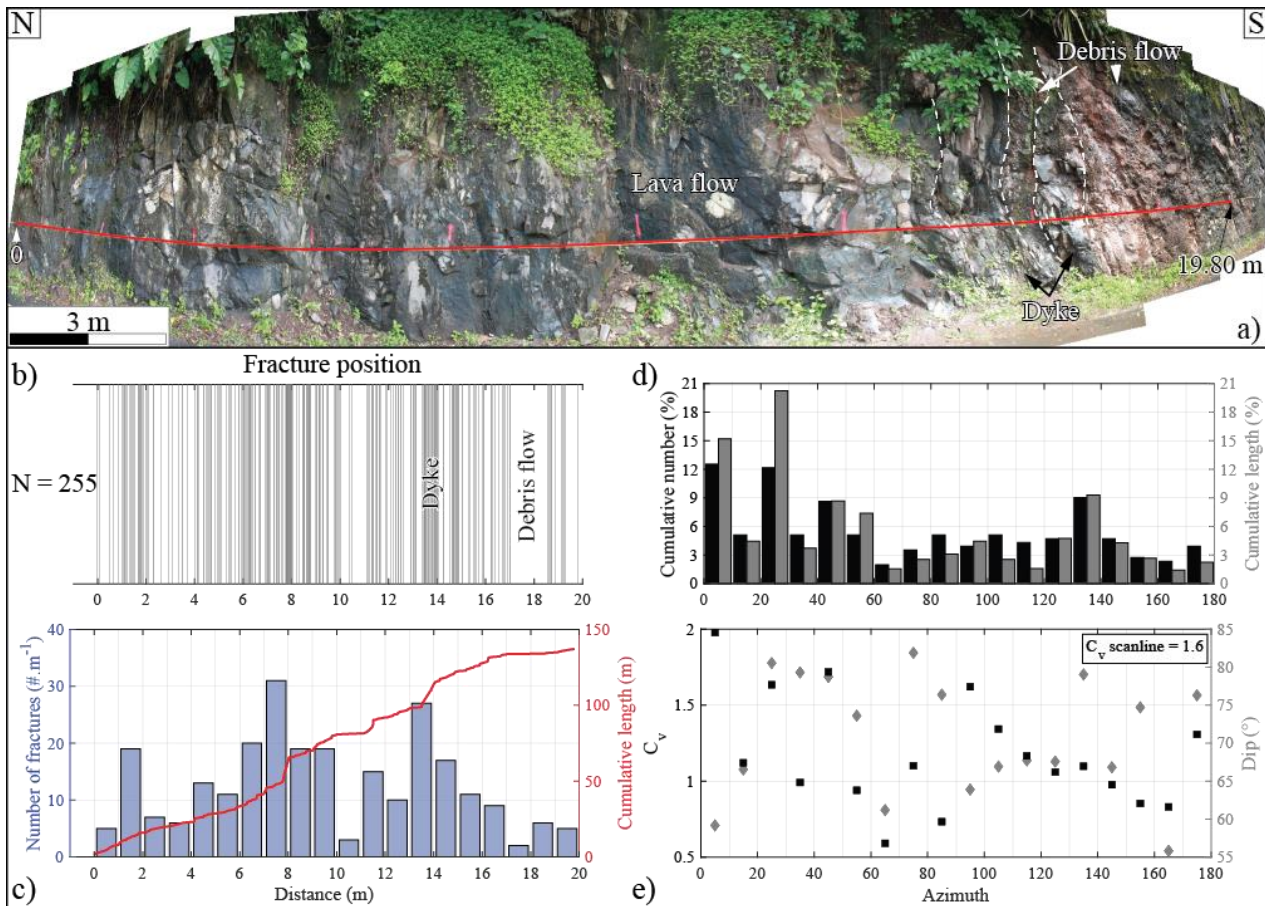 N
S
Debris flow
Lava flow
0
19.80 m
Dyke
3 m
a)
b)
Fracture position
N = 255
Dyke
Debris flow
0 2 4 6 8 10 12 14 16 18 20
c)
Number of fractures (#.m⁻¹)
40
30
20
10
0
Cumulative length (m)
150
100
50
0
0 2 4 6 8 10 12 14 16 18 20
Distance (m)
d)
Cumulative number (%)
21
18
15
12
9
6
3
0
Cumulative length (%)
21
18
15
12
9
6
3
0
0 20 40 60 80 100 120 140 160 180
e)
Cv scanline = 1.6
Cv
2
1.5
1
0.5
Dip (°)
85
80
75
70
65
60
55
0 20 40 60 80 100 120 140 160 180
Azimuth